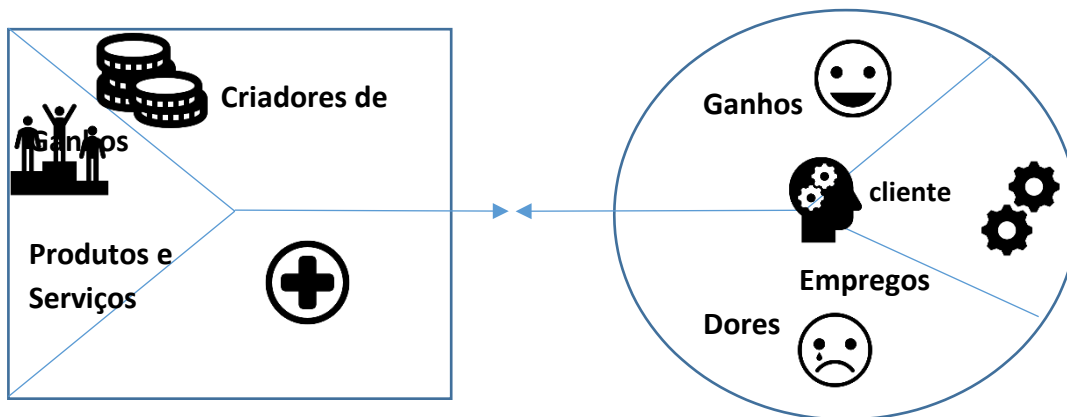 Criadores de
Ganhos
Produtos e
Serviços
Ganhos
cliente
Empregos
Dores